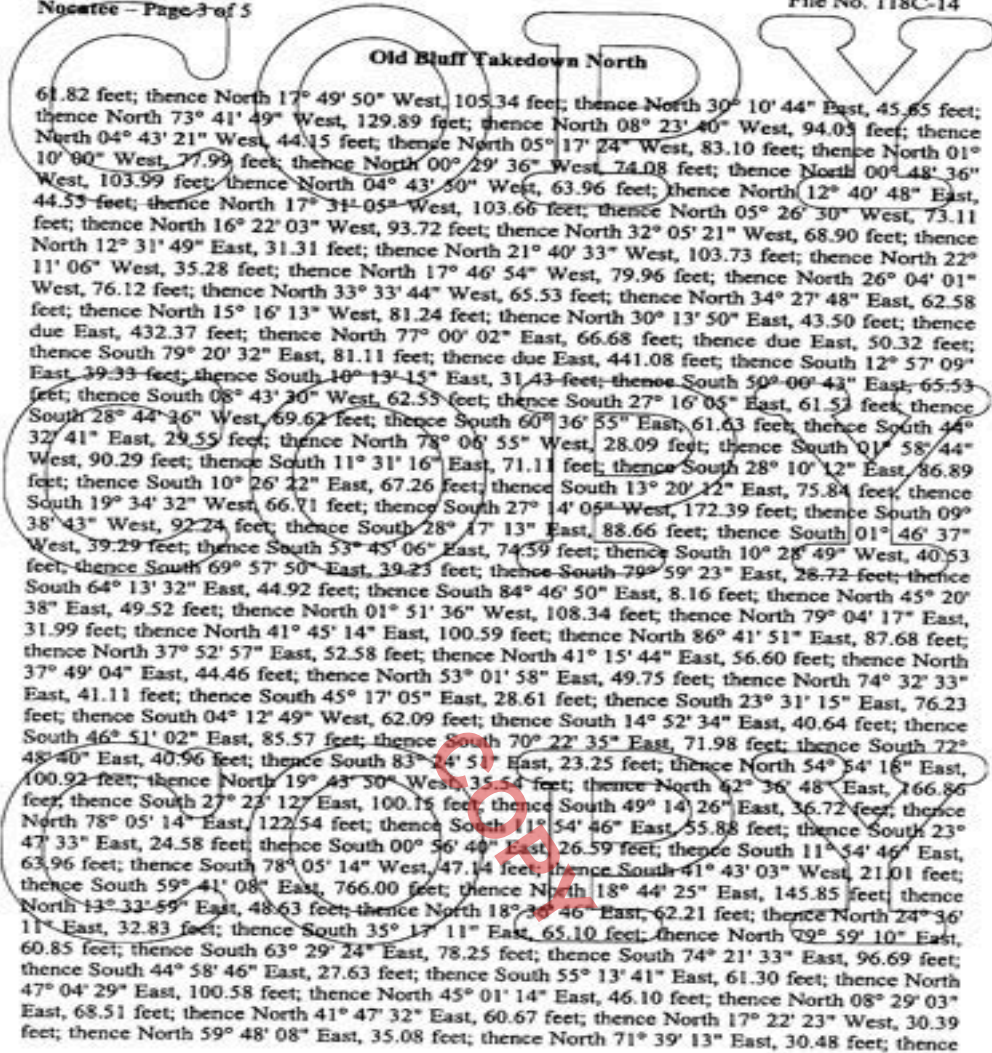 Nocatee – Page 3 of 5
File No. 118C-14
Old Bluff Takedown North
61.82 feet; thence North 17° 49' 50" West, 105.34 feet; thence North 30° 10' 44" East, 45.65 feet;
thence North 73° 41' 49" West, 129.89 feet; thence North 08° 23' 40" West, 94.05 feet; thence
North 04° 43' 21" West, 44.15 feet; thence North 05° 17' 24" West, 83.10 feet; thence North 01°
10' 00" West, 77.99 feet; thence North 00° 29' 36" West, 74.08 feet; thence North 00° 48' 36"
West, 103.99 feet; thence North 04° 43' 50" West, 63.96 feet; thence North 12° 40' 48" East,
44.55 feet; thence North 17° 31' 05" West, 103.66 feet; thence North 05° 26' 30" West, 73.11
feet; thence North 16° 22' 03" West, 93.72 feet; thence North 32° 05' 21" West, 68.90 feet; thence
North 12° 31' 49" East, 31.31 feet; thence North 21° 40' 33" West, 103.73 feet; thence North 22°
11' 06" West, 35.28 feet; thence North 17° 46' 54" West, 79.96 feet; thence North 26° 04' 01"
West, 76.12 feet; thence North 33° 33' 44" West, 65.53 feet; thence North 34° 27' 48" East, 62.58
feet; thence North 15° 16' 13" West, 81.24 feet; thence North 30° 13' 50" East, 43.50 feet; thence
due East, 432.37 feet; thence North 77° 00' 02" East, 66.68 feet; thence due East, 50.32 feet;
thence South 79° 20' 32" East, 81.11 feet; thence due East, 441.08 feet; thence South 12° 57' 09"
East, 39.33 feet; thence South 10° 13' 15" East, 31.43 feet; thence South 50° 00' 43" East, 65.53
feet; thence South 08° 43' 30" West, 62.55 feet; thence South 27° 16' 05" East, 61.53 feet; thence
South 28° 44' 36" West, 69.62 feet; thence South 60° 36' 55" East, 61.63 feet; thence South 44°
32' 41" East, 29.55 feet; thence North 78° 06' 55" West, 28.09 feet; thence South 01° 58' 44"
West, 90.29 feet; thence South 11° 31' 16" East, 71.11 feet; thence South 28° 10' 12" East, 86.89
feet; thence South 10° 26' 22" East, 67.26 feet; thence South 13° 20' 12" East, 75.84 feet; thence
South 19° 34' 32" West, 66.71 feet; thence South 27° 14' 05" West, 172.39 feet; thence South 09°
38' 43" West, 92.24 feet; thence South 28° 17' 13" East, 88.66 feet; thence South 01° 46' 37"
West, 39.29 feet; thence South 53° 45' 06" East, 74.59 feet; thence South 10° 28' 49" West, 40.53
feet; thence South 69° 57' 50" East, 39.23 feet; thence South 79° 59' 23" East, 28.72 feet; thence
South 64° 13' 32" East, 44.92 feet; thence South 84° 46' 50" East, 8.16 feet; thence North 45° 20'
38" East, 49.52 feet; thence North 01° 51' 36" West, 108.34 feet; thence North 79° 04' 17" East,
31.99 feet; thence North 41° 45' 14" East, 100.59 feet; thence North 86° 41' 51" East, 87.68 feet;
thence North 37° 52' 57" East, 52.58 feet; thence North 41° 15' 44" East, 56.60 feet; thence North
37° 49' 04" East, 44.46 feet; thence North 53° 01' 58" East, 49.75 feet; thence North 74° 32' 33"
East, 41.11 feet; thence South 45° 17' 05" East, 28.61 feet; thence South 23° 31' 15" East, 76.23
feet; thence South 04° 12' 49" West, 62.09 feet; thence South 14° 52' 34" East, 40.64 feet; thence
South 46° 51' 02" East, 85.57 feet; thence South 70° 22' 35" East, 71.98 feet; thence South 72°
48' 40" East, 40.96 feet; thence South 83° 24' 51" East, 23.25 feet; thence North 54° 54' 18" East,
100.92 feet; thence North 19° 43' 50" West, 35.54 feet; thence North 62° 36' 48" East, 166.86
feet; thence South 27° 23' 12" East, 100.15 feet; thence South 49° 14' 26" East, 36.72 feet; thence
North 78° 05' 14" East, 122.54 feet; thence South 11° 54' 46" East, 55.88 feet; thence South 23°
47' 33" East, 24.58 feet; thence South 00° 56' 40" East, 26.59 feet; thence South 11° 54' 46" East,
63.96 feet; thence South 78° 05' 14" West, 47.14 feet; thence South 41° 43' 03" West, 21.01 feet;
thence South 59° 41' 08" East, 766.00 feet; thence North 18° 44' 25" East, 145.85 feet; thence
North 13° 33' 59" East, 48.63 feet; thence North 18° 36' 46" East, 62.21 feet; thence North 24° 36'
11" East, 32.83 feet; thence South 35° 17' 11" East, 65.10 feet; thence North 79° 59' 10" East,
60.85 feet; thence South 63° 29' 24" East, 78.25 feet; thence South 74° 21' 33" East, 96.69 feet;
thence South 44° 58' 46" East, 27.63 feet; thence South 55° 13' 41" East, 61.30 feet; thence North
47° 04' 29" East, 100.58 feet; thence North 45° 01' 14" East, 46.10 feet; thence North 08° 29' 03"
East, 68.51 feet; thence North 41° 47' 32" East, 60.67 feet; thence North 17° 22' 23" West, 30.39
feet; thence North 59° 48' 08" East, 35.08 feet; thence North 71° 39' 13" East, 30.48 feet; thence
COPY
COPY
COPY
COPY